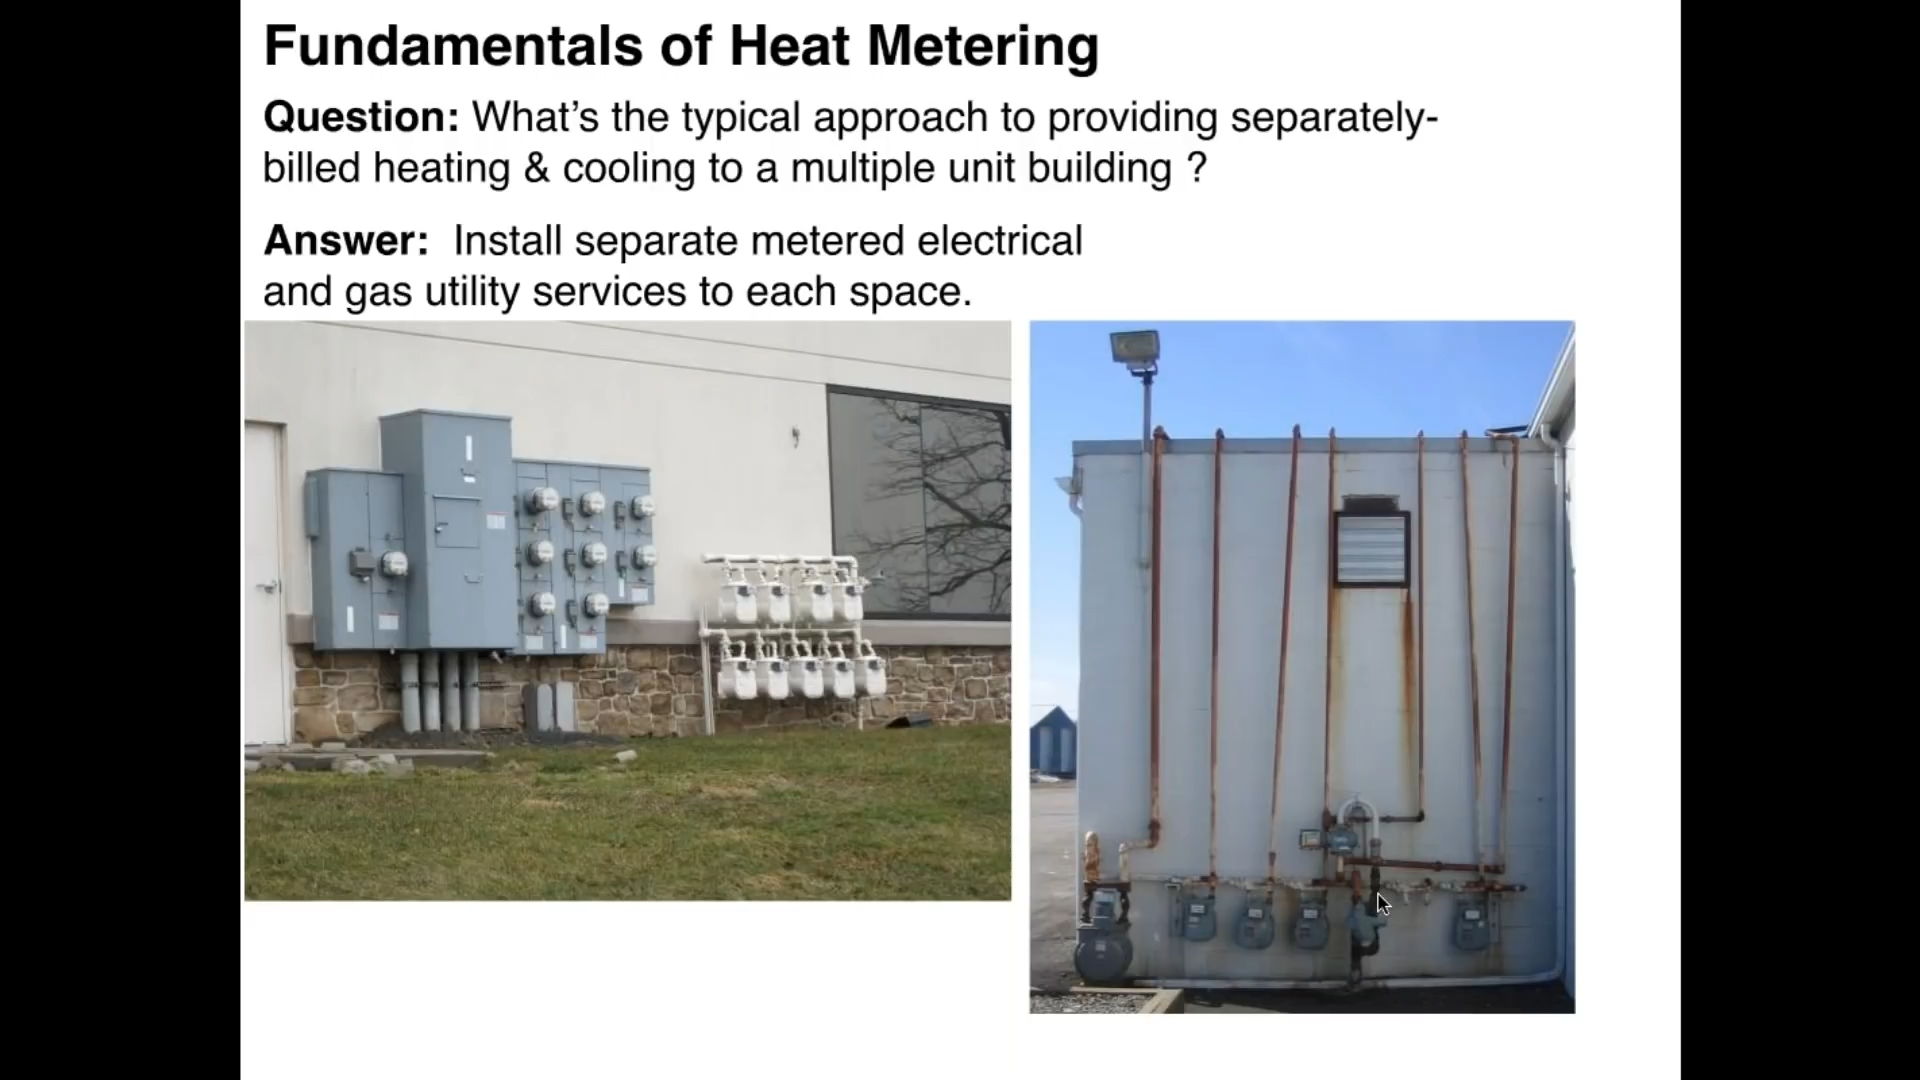 Fundamentals of Heat Metering
Question: What’s the typical approach to providing separately-
billed heating & cooling to a multiple unit building ?
Answer: Install separate metered electrical
and gas utility services to each space.